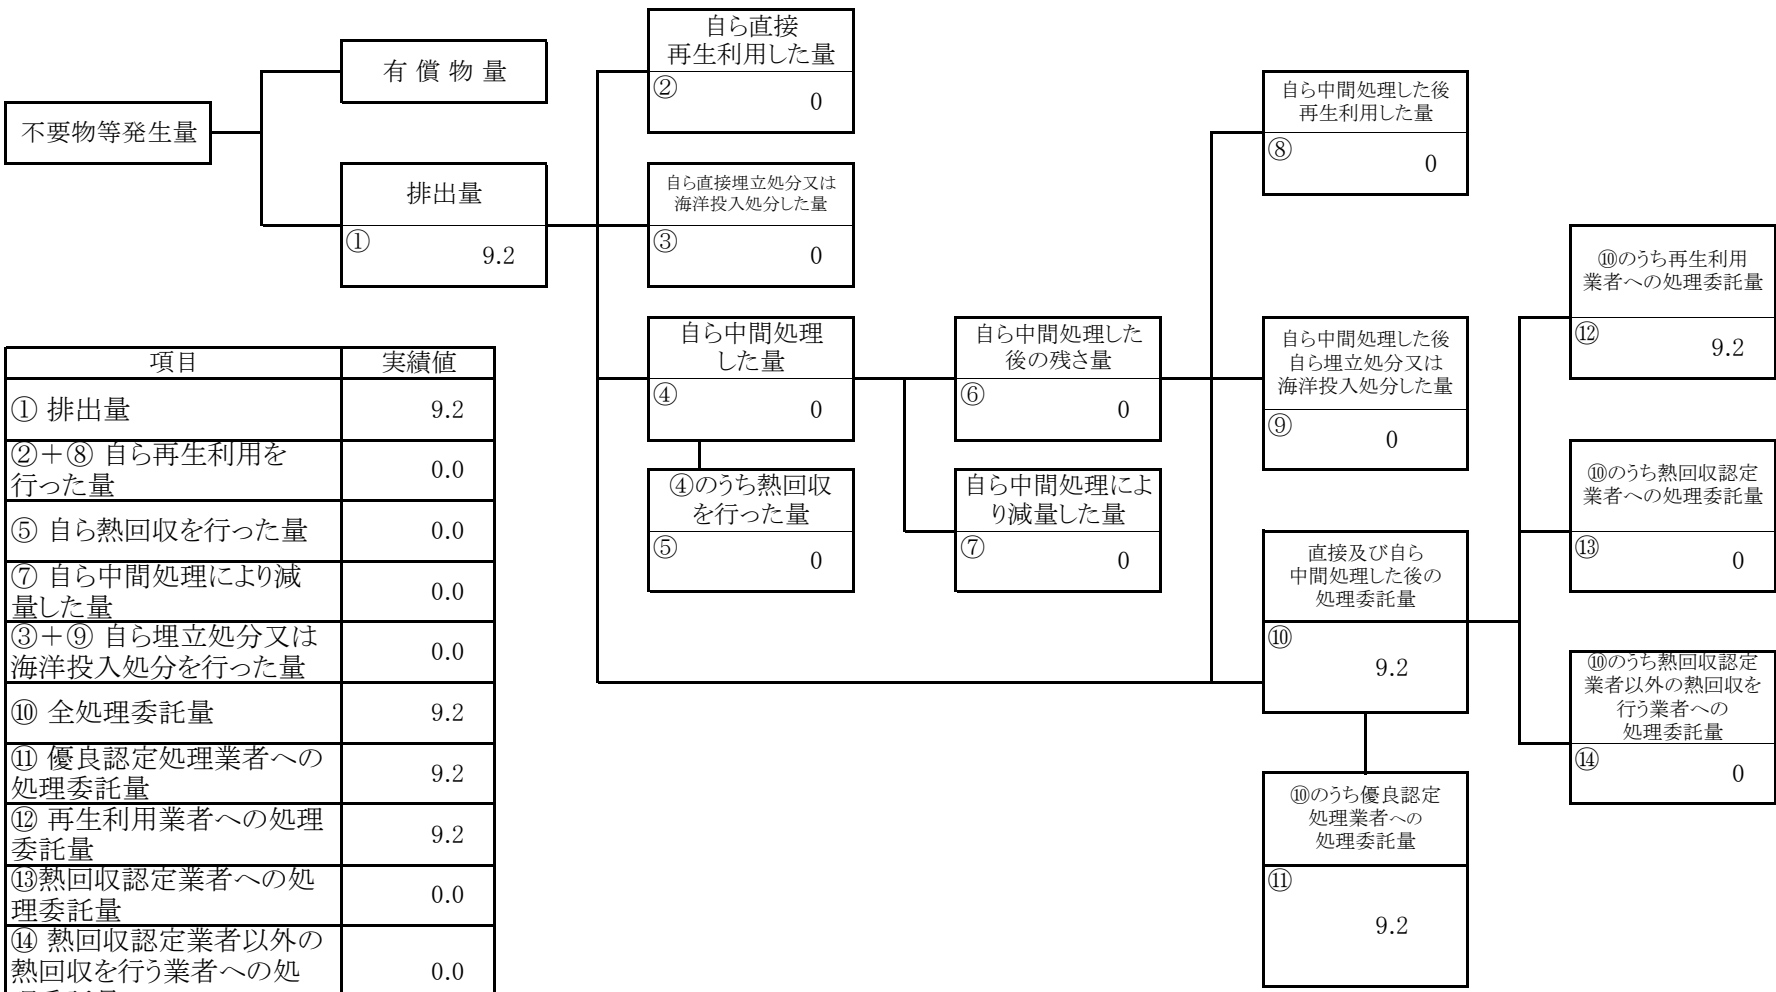 不要物等発生量
有 償 物 量
排出量
①
9.2
自ら直接
再生利用した量
②
0
自ら直接埋立処分又は
海洋投入処分した量
③
0
自ら中間処理
した量
④
0
④のうち熱回収
を行った量
⑤
0
自ら中間処理した
後の残さ量
⑥
0
自ら中間処理によ
り減量した量
⑦
0
自ら中間処理した後
再生利用した量
⑧
0
自ら中間処理した後
自ら埋立処分又は
海洋投入処分した量
⑨
0
直接及び自ら
中間処理した後の
処理委託量
⑩
9.2
⑩のうち優良認定
処理業者への
処理委託量
⑪
9.2
⑩のうち再生利用
業者への処理委託量
⑫
9.2
⑩のうち熱回収認定
業者への処理委託量
⑬
0
⑩のうち熱回収認定
業者以外の熱回収を
行う業者への
処理委託量
⑭
0
項目 実績値
① 排出量 9.2
②+⑧ 自ら再生利用を
行った量 0.0
⑤ 自ら熱回収を行った量 0.0
⑦ 自ら中間処理により減
量した量 0.0
③+⑨ 自ら埋立処分又は
海洋投入処分を行った量 0.0
⑩ 全処理委託量 9.2
⑪ 優良認定処理業者への
処理委託量 9.2
⑫ 再生利用業者への処理
委託量 9.2
⑬熱回収認定業者への処
理委託量 0.0
⑭ 熱回収認定業者以外の
熱回収を行う業者への処 0.0